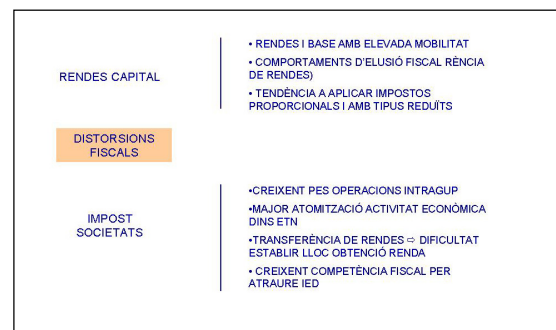 RENDES CAPITAL
• RENDES I BASE AMB ELEVADA MOBILITAT
• COMPORTAMENTS D'ELUSIÓ FISCAL RÈNCIA
DE RENDES)
• TENDÈNCIA A APLICAR IMPOSTOS
PROPORCIONALS I AMB TIPUS REDUÏTS
DISTORSIONS
FISCALS
IMPOST
SOCIETATS
•CREIXENT PES OPERACIONS INTRAGUP
•MAJOR ATOMITZACIÓ ACTIVITAT ECONÒMICA
DINS ETN
•TRANSFERÈNCIA DE RENDES ⇨ DIFICULTAT
ESTABLIR LLOC OBTENCIÓ RENDA
• CREIXENT COMPETÈNCIA FISCAL PER
ATRAURE IED